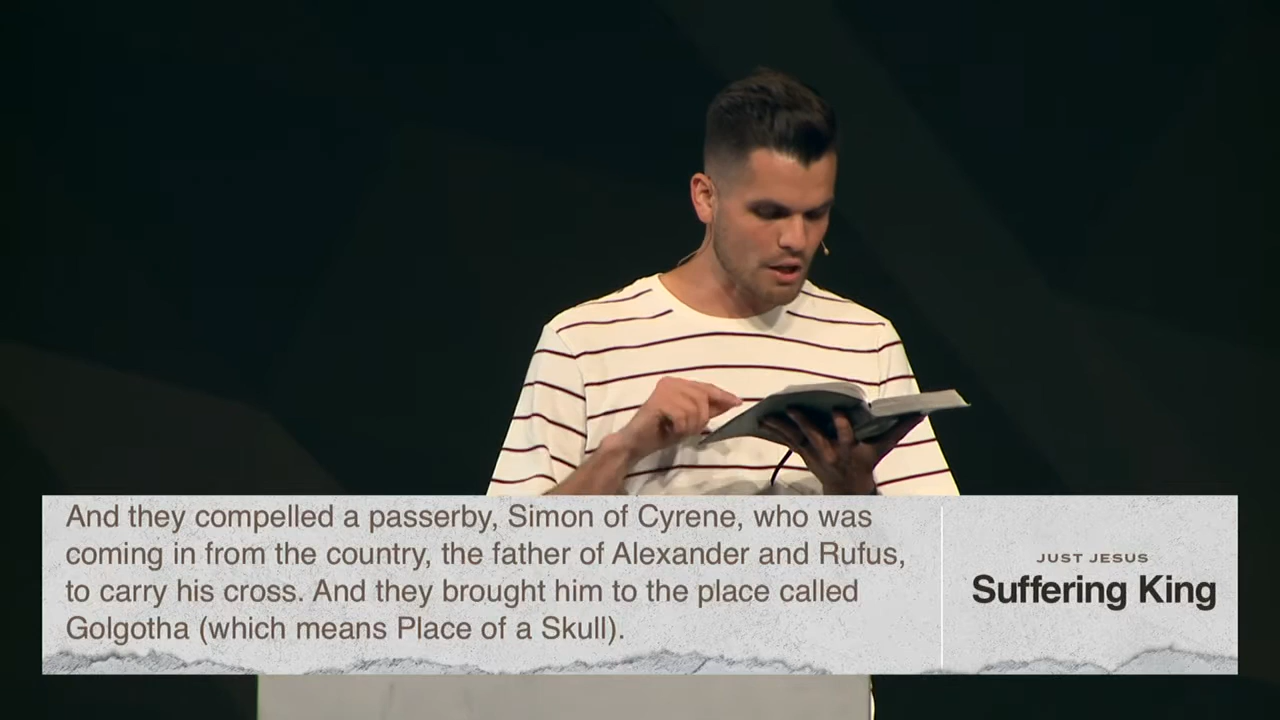 And they compelled a passerby, Simon of Cyrene, who was
coming in from the country, the father of Alexander and Rufus,
to carry his cross. And they brought him to the place called
Golgotha (which means Place of a Skull).
JUST JESUS
Suffering King